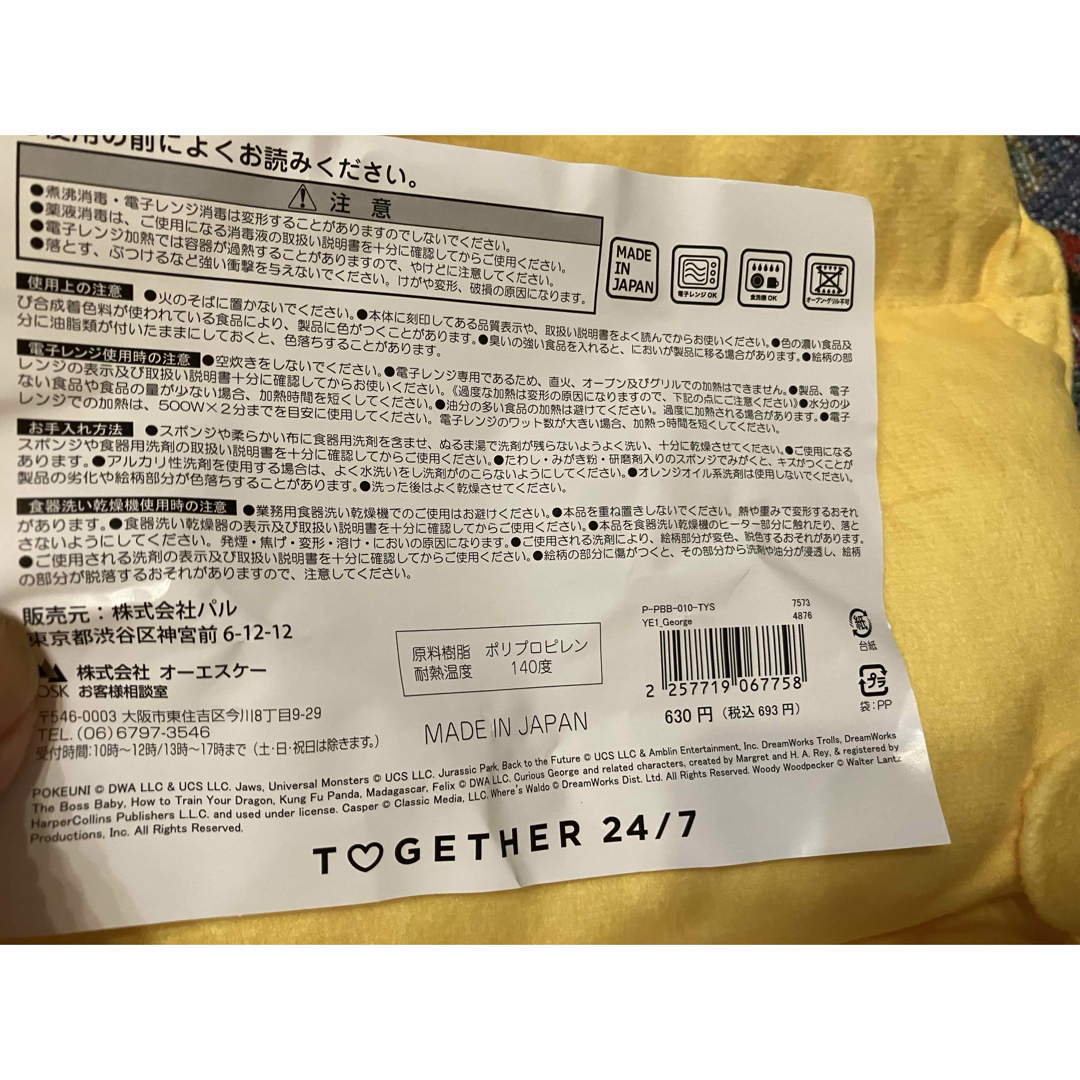 使用の前によくお読みください。
注 意
●煮沸消毒・電子レンジ消毒は変形することがありますのでしないでください。
●薬液消毒は、ご使用になる消毒液の取扱い説明書を十分に確認してからご使用ください。
●電子レンジ加熱では容器が過熱することがありますので、やけどに注意してください。
●落とす、ぶつけるなど強い衝撃を与えないでください。けがや変形、破損の原因になります。
MADE
IN
JAPAN
電子レンジOK
食洗機OK
オーブン・グリル不可
使用上の注意 ●火のそばに置かないでください。●本体に刻印してある品質表示や、取扱い説明書をよく読んでからお使いください。●色の濃い食品及
び合成着色料が使われている食品により、製品に色がつくことがあります。●臭いの強い食品を入れると、においが製品に移る場合があります。●絵柄の部
分に油脂類が付いたままにしておくと、色落ちすることがあります。
電子レンジ使用時の注意 ●空炊きをしないでください。●電子レンジ専用であるため、直火、オーブン及びグリルでの加熱はできません。●製品、電子
レンジの表示及び取扱い説明書十分に確認してからお使いください。《過度な加熱は変形の原因になりますので、下記の点にご注意ください》●水分の少
ない食品や食品の量が少ない場合、加熱時間を短くしてください。●油分の多い食品の加熱は避けてください。過度に加熱される場合があります。●電子
レンジでの加熱は、500W×2分までを目安に使用してください。電子レンジのワット数が大きい場合、加熱っ時間を短くしてください。
お手入れ方法 ●スポンジや柔らかい布に食器用洗剤を含ませ、ぬるま湯で洗剤が残らないようよく洗い、十分に乾燥させてください。●ご使用になる
スポンジや食器用洗剤の取扱い説明書を十分に確認してからご使用ください。●たわし・みがき粉・研磨剤入りのスポンジでみがくと、キズがつくことが
あります。●アルカリ性洗剤を使用する場合は、よく水洗いをし洗剤がのこらないようにしてください。●オレンジオイル系洗剤は使用しないでください。
製品の劣化や絵柄部分が色落ちすることがあります。●洗った後はよく乾燥させてください。
食器洗い乾燥機使用時の注意 ●業務用食器洗い乾燥機でのご使用はお避けください。●本品を重ね置きしないでください。熱や重みで変形するおそれ
があります。●食器洗い乾燥器の表示及び取扱い説明書を十分に確認してからご使用ください。●本品を食器洗い乾燥機のヒーター部分に触れたり、落と
さないようにしてください。発煙・焦げ・変形・溶け・においの原因になります。●ご使用される洗剤により、絵柄部分が変色、脱色するおそれがあります。
●ご使用される洗剤の表示及び取扱い説明書を十分に確認してからご使用ください。●絵柄の部分に傷がつくと、その部分から洗剤や油分が浸透し、絵柄
の部分が脱落するおそれがありますので、注意してください。
販売元：株式会社パル
東京都渋谷区神宮前 6-12-12
株式会社 オーエスケー
OSK お客様相談室
〒546-0003 大阪市東住吉区今川8丁目9-29
TEL. (06) 6797-3546
受付時間:10時〜12時/13時〜17時まで（土・日・祝日は除きます。）
原料樹脂 ポリプロピレン
耐熱温度 140度
MADE IN JAPAN
P-PBB-010-TYS 7573
YE1_George 4876
2 257719 067758
630 円（税込 693 円）
紙
台紙
プラ
袋：PP
POKEUNI © DWA LLC & UCS LLC. Jaws, Universal Monsters © UCS LLC. Jurassic Park, Back to the Future © UCS LLC & Amblin Entertainment, Inc. DreamWorks Trolls, DreamWorks
The Boss Baby, How to Train Your Dragon, Kung Fu Panda, Madagascar, Felix © DWA LLC. Curious George and related characters, created by Margret and H. A. Rey, & registered by
HarperCollins Publishers L.L.C. and used under license. Casper © Classic Media, LLC. Where's Waldo © DreamWorks Dist. Ltd. All Rights Reserved. Woody Woodpecker © Walter Lantz
Productions, Inc. All Rights Reserved.
T♡GETHER 24/7